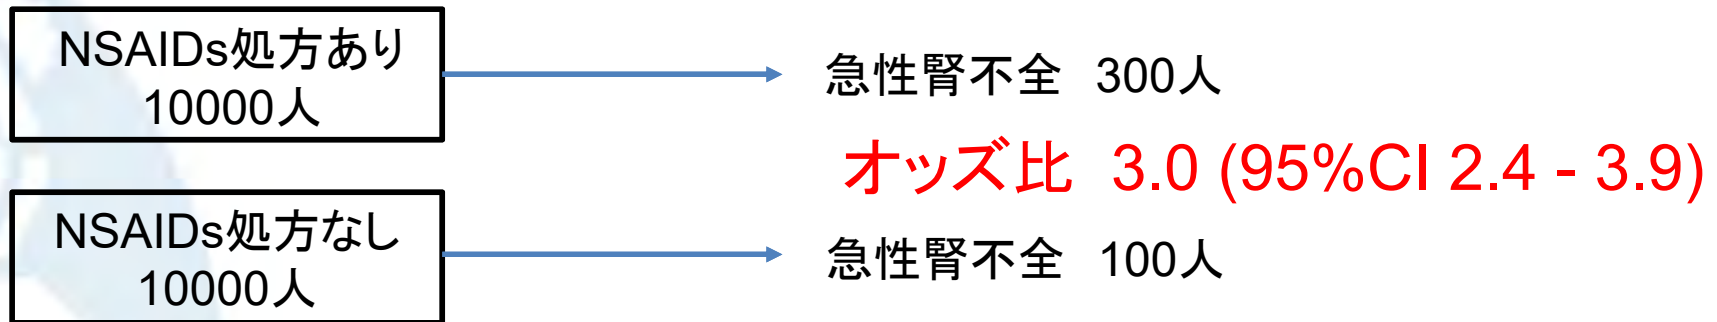 NSAIDs処方あり
10000人
急性腎不全　300人
オッズ比　3.0 (95%CI 2.4 - 3.9)
NSAIDs処方なし
10000人
急性腎不全　100人